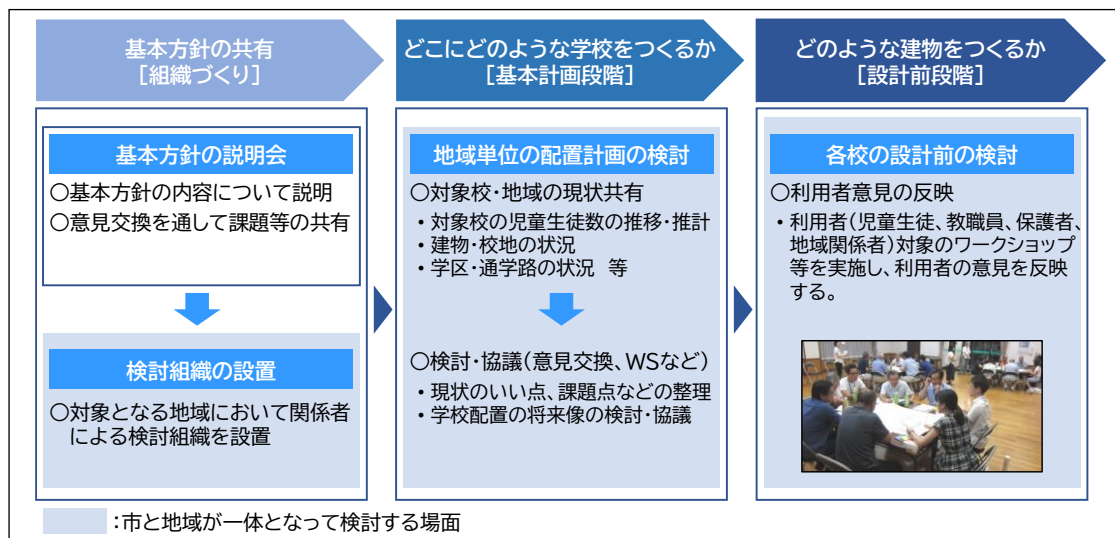 基本方針の共有
[組織づくり]
基本方針の説明会
〇基本方針の内容について説明
〇意見交換を通して課題等の共有
検討組織の設置
〇対象となる地域において関係者
による検討組織を設置
どこにどのような学校をつくるか
[基本計画段階]
地域単位の配置計画の検討
〇対象校・地域の現状共有
・対象校の児童生徒数の推移・推計
・建物・校地の状況
・学区・通学路の状況 等
〇検討・協議(意見交換、WSなど)
・現状のいい点、課題点などの整理
・学校配置の将来像の検討・協議
どのような建物をつくるか
[設計前段階]
各校の設計前の検討
〇利用者意見の反映
・利用者(児童生徒、教職員、保護者、
地域関係者)対象のワークショップ
等を実施し、利用者の意見を反映
する。
:市と地域が一体となって検討する場面